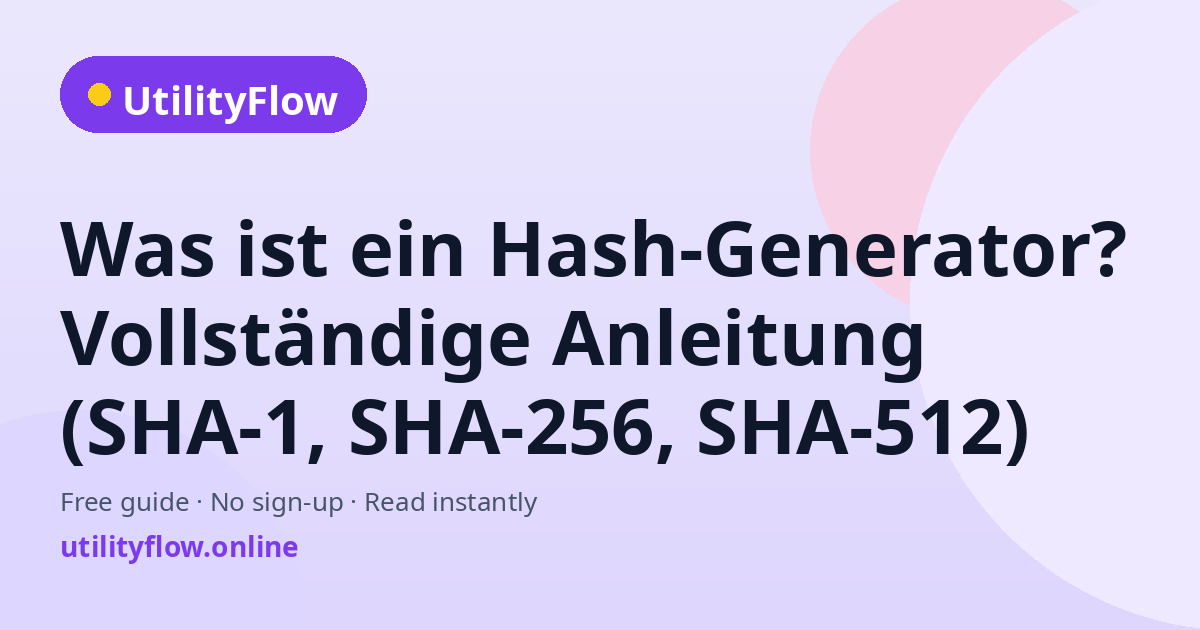 UtilityFlow
Was ist ein Hash-Generator?
Vollständige Anleitung
(SHA-1, SHA-256, SHA-512)
Free guide · No sign-up · Read instantly
utilityflow.online